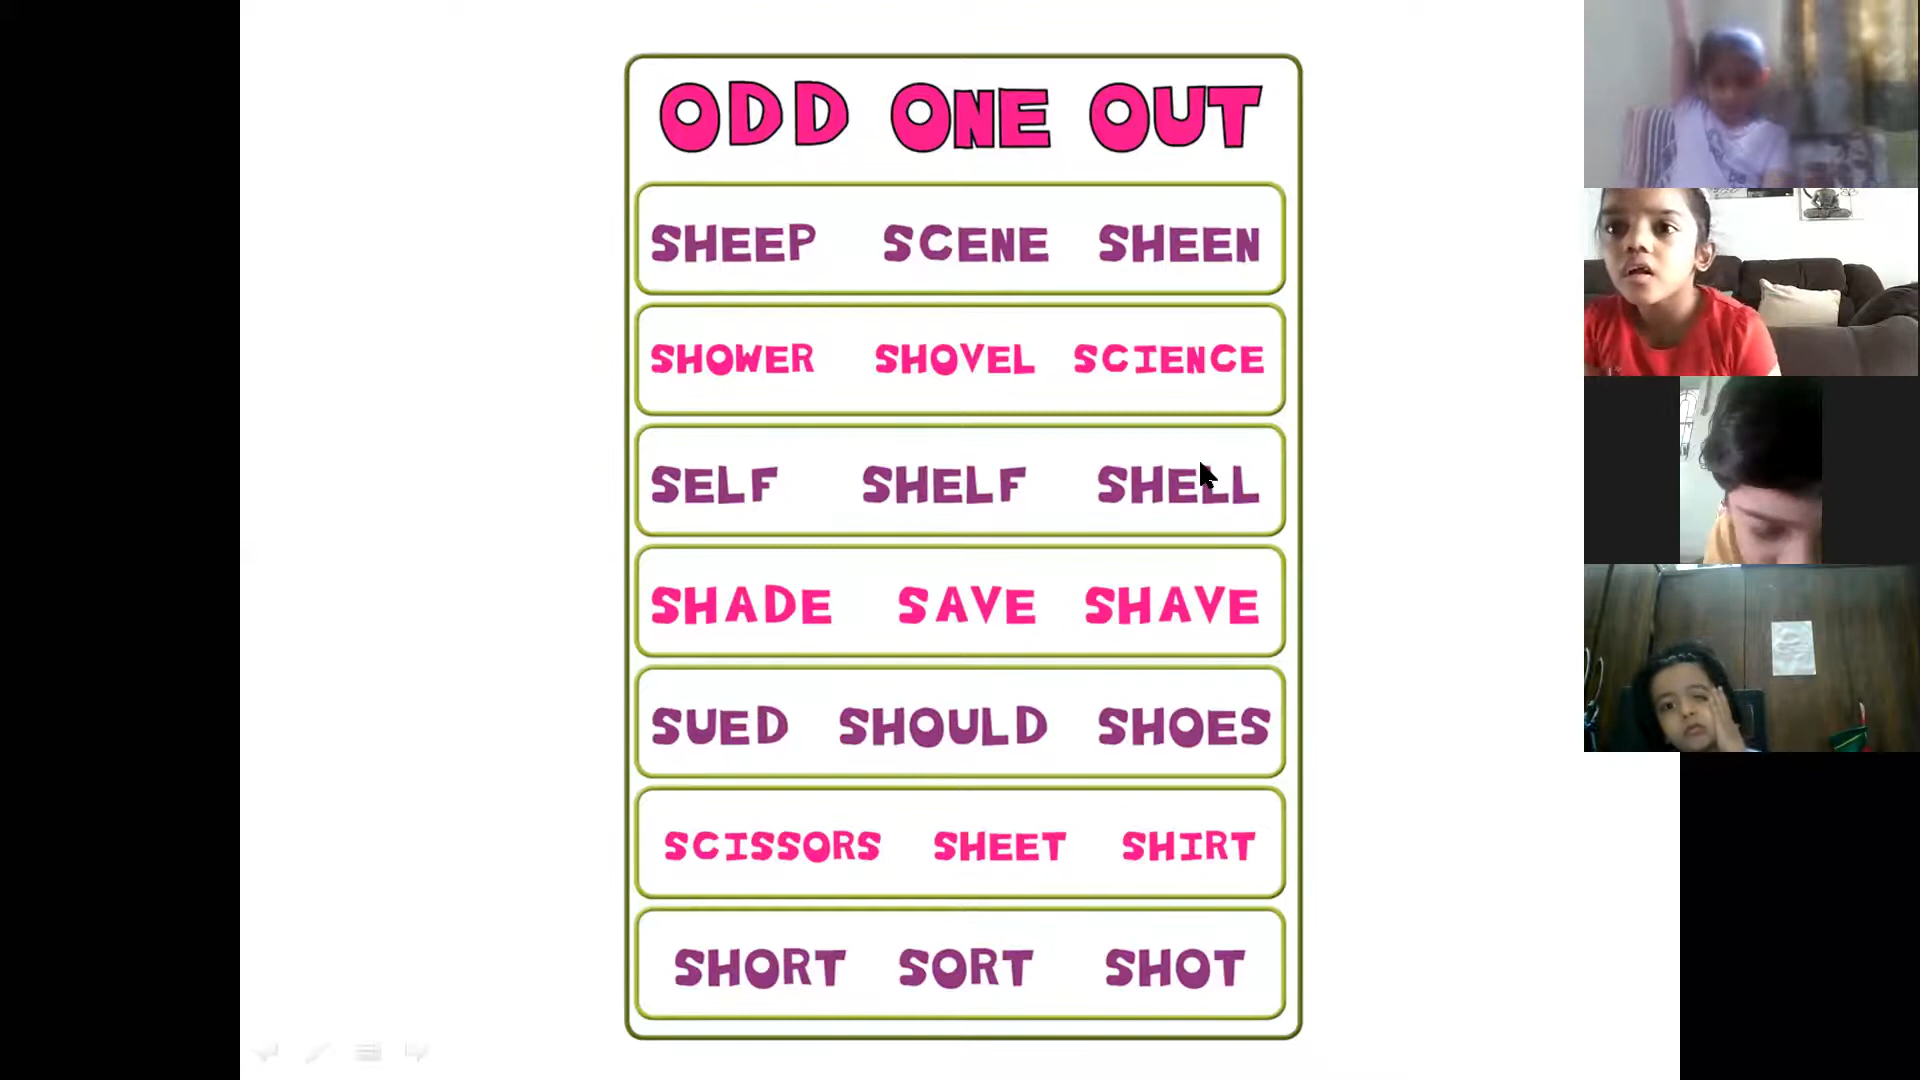 ODD ONE OUT
SHEEP SCENE SHEEN
SHOWER SHOVEL SCIENCE
SELF SHELF SHELL
SHADE SAVE SHAVE
SUED SHOULD SHOES
SCISSORS SHEET SHIRT
SHORT SORT SHOT